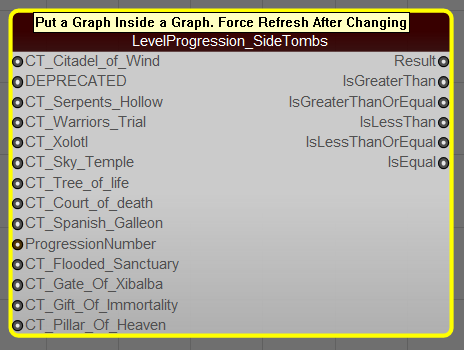 Put a Graph Inside a Graph. Force Refresh After Changing
LevelProgression_SideTombs
CT_Citadel_of_Wind Result
DEPRECATED IsGreaterThan
CT_Serpents_Hollow IsGreaterThanOrEqual
CT_Warriors_Trial IsLessThan
CT_Xolotl IsLessThanOrEqual
CT_Sky_Temple IsEqual
CT_Tree_of_life
CT_Court_of_death
CT_Spanish_Galleon
ProgressionNumber
CT_Flooded_Sanctuary
CT_Gate_Of_Xibalba
CT_Gift_Of_Immortality
CT_Pillar_Of_Heaven